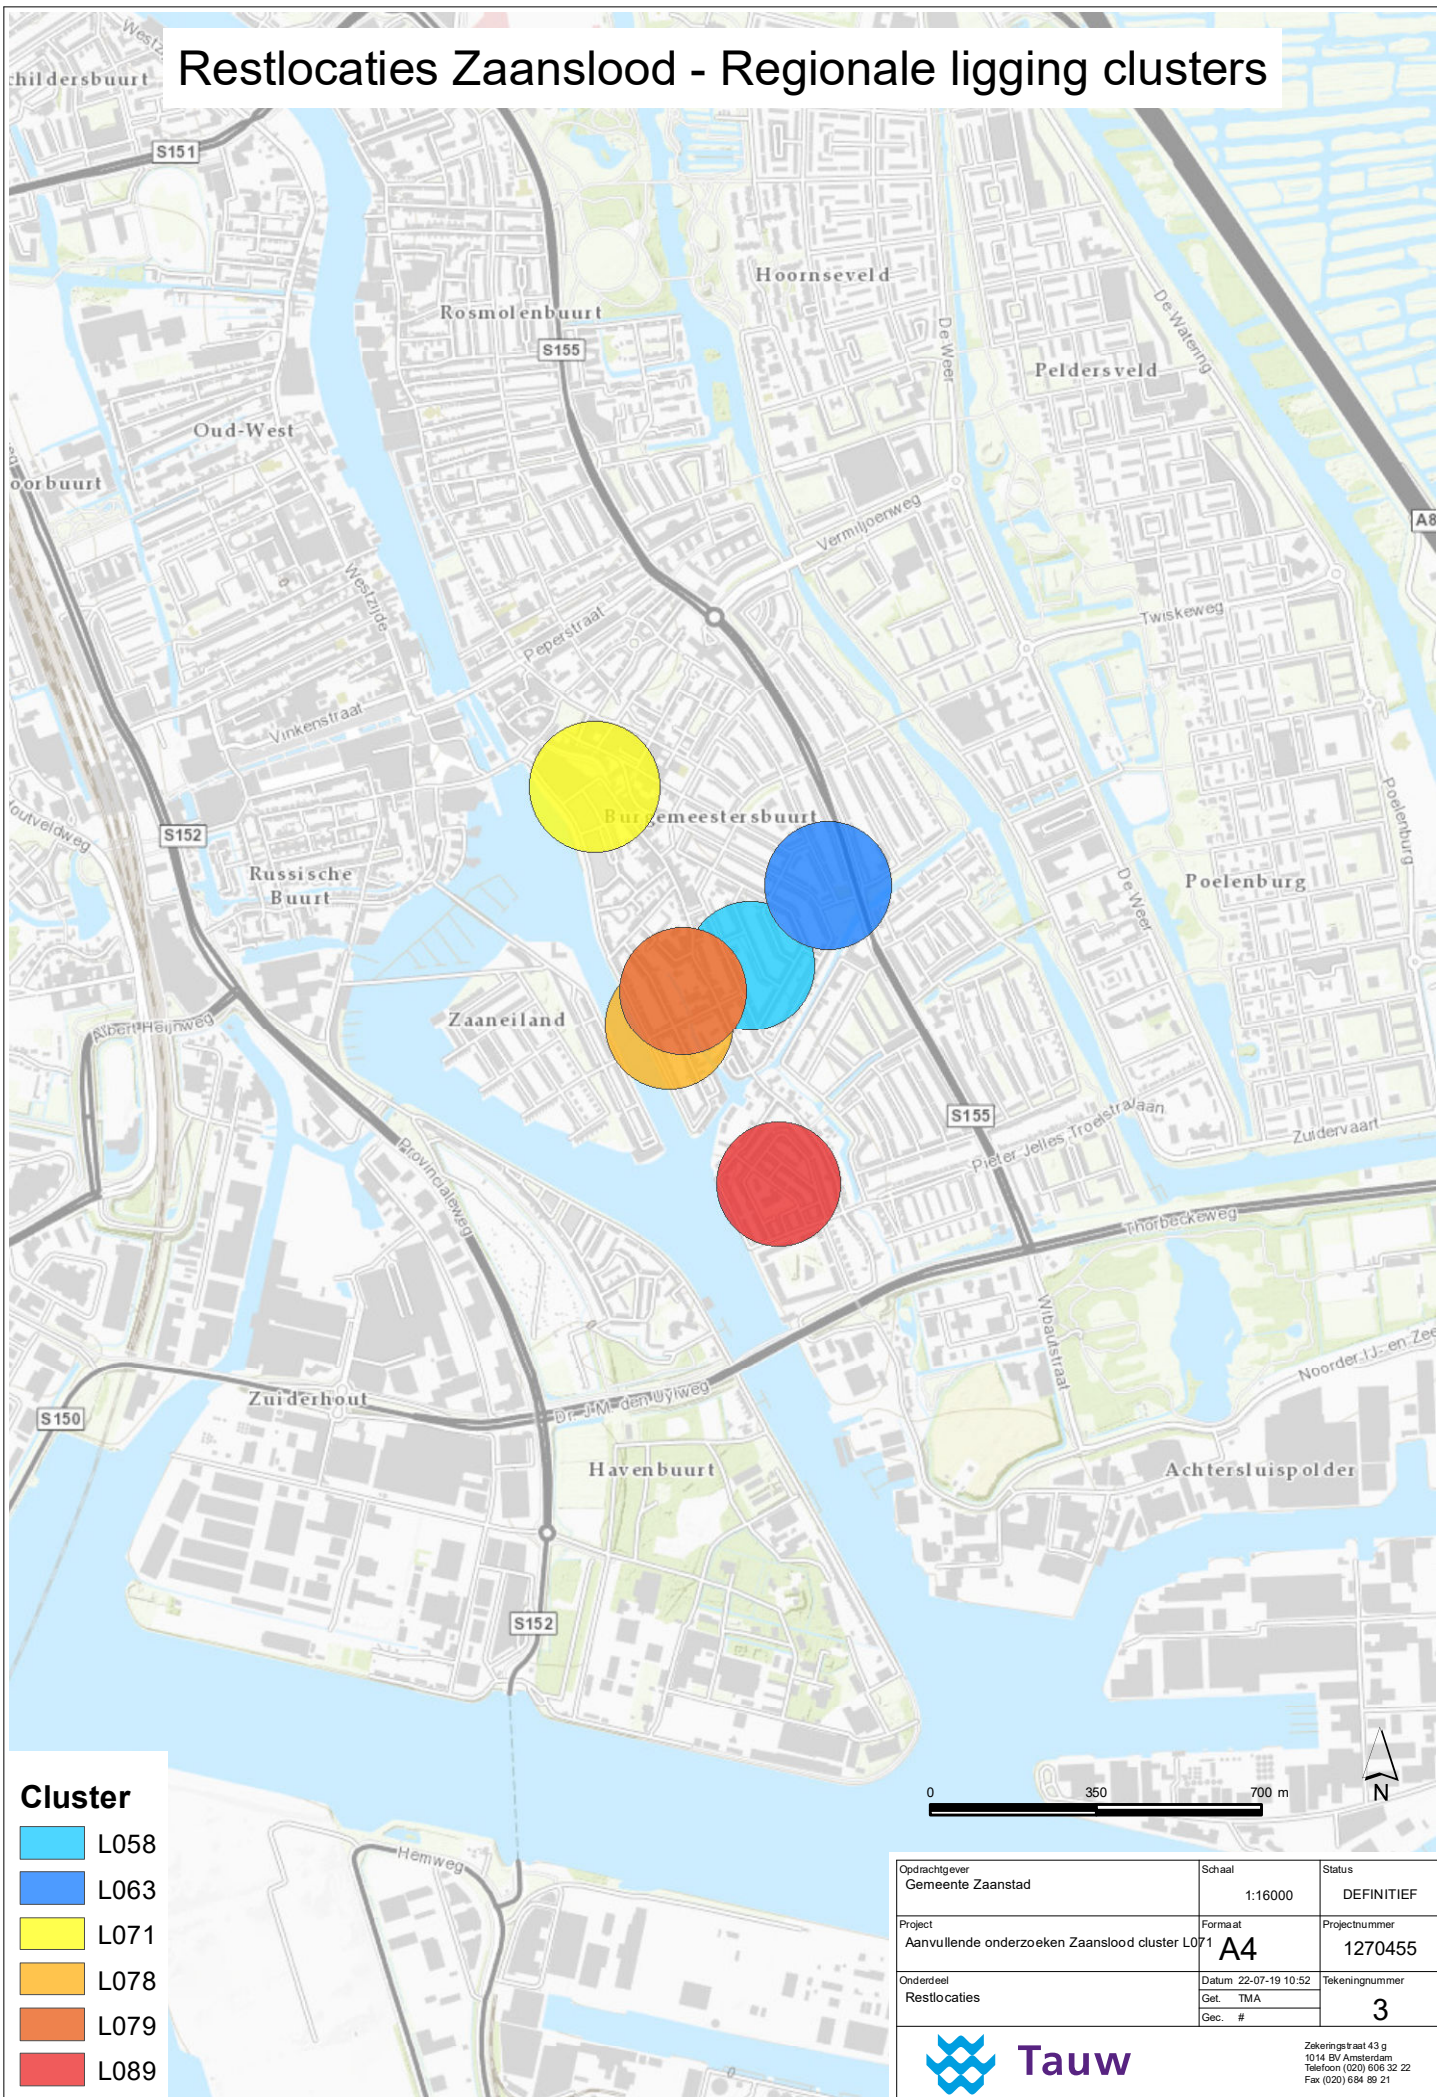 Restlocaties Zaanslood - Regionale ligging clusters
childersbuurt
S151
Hoornseveld
Rosmolenbuurt
S155
De Weer
De Watering
Peldersveld
Oud-West
oorbuurt
A8
Vermiljoenweg
Westzijde
Peperstraat
Twiskeweg
Vinkenstraat
Burgemeestersbuurt
Poelenburg
outveldweg
S152
Russische
Buurt
Poelenburg
De Weer
Zaaneiland
Albert Heijnweg
S155
Pieter Jelles Troelstralaan
Zuidervaart
Provincialeweg
Thorbeckeweg
Wibautstraat
Noorder IJ- en Zee
Zuiderhout
Dr. J.M. den Uylweg
S150
Havenbuurt
Achtersluispolder
S152
Hemweg
0 350 700 m
N
Cluster
L058
L063
L071
L078
L079
L089
Opdrachtgever
Gemeente Zaanstad
Schaal
1:16000
Status
DEFINITIEF
Project
Aanvullende onderzoeken Zaanslood cluster L071
Formaat
A4
Projectnummer
1270455
Onderdeel
Restlocaties
Datum 22-07-19 10:52
Get. TMA
Gec. #
Tekeningnummer
3
Tauw
Zekeringstraat 43 g
1014 BV Amsterdam
Telefoon (020) 606 32 22
Fax (020) 684 89 21